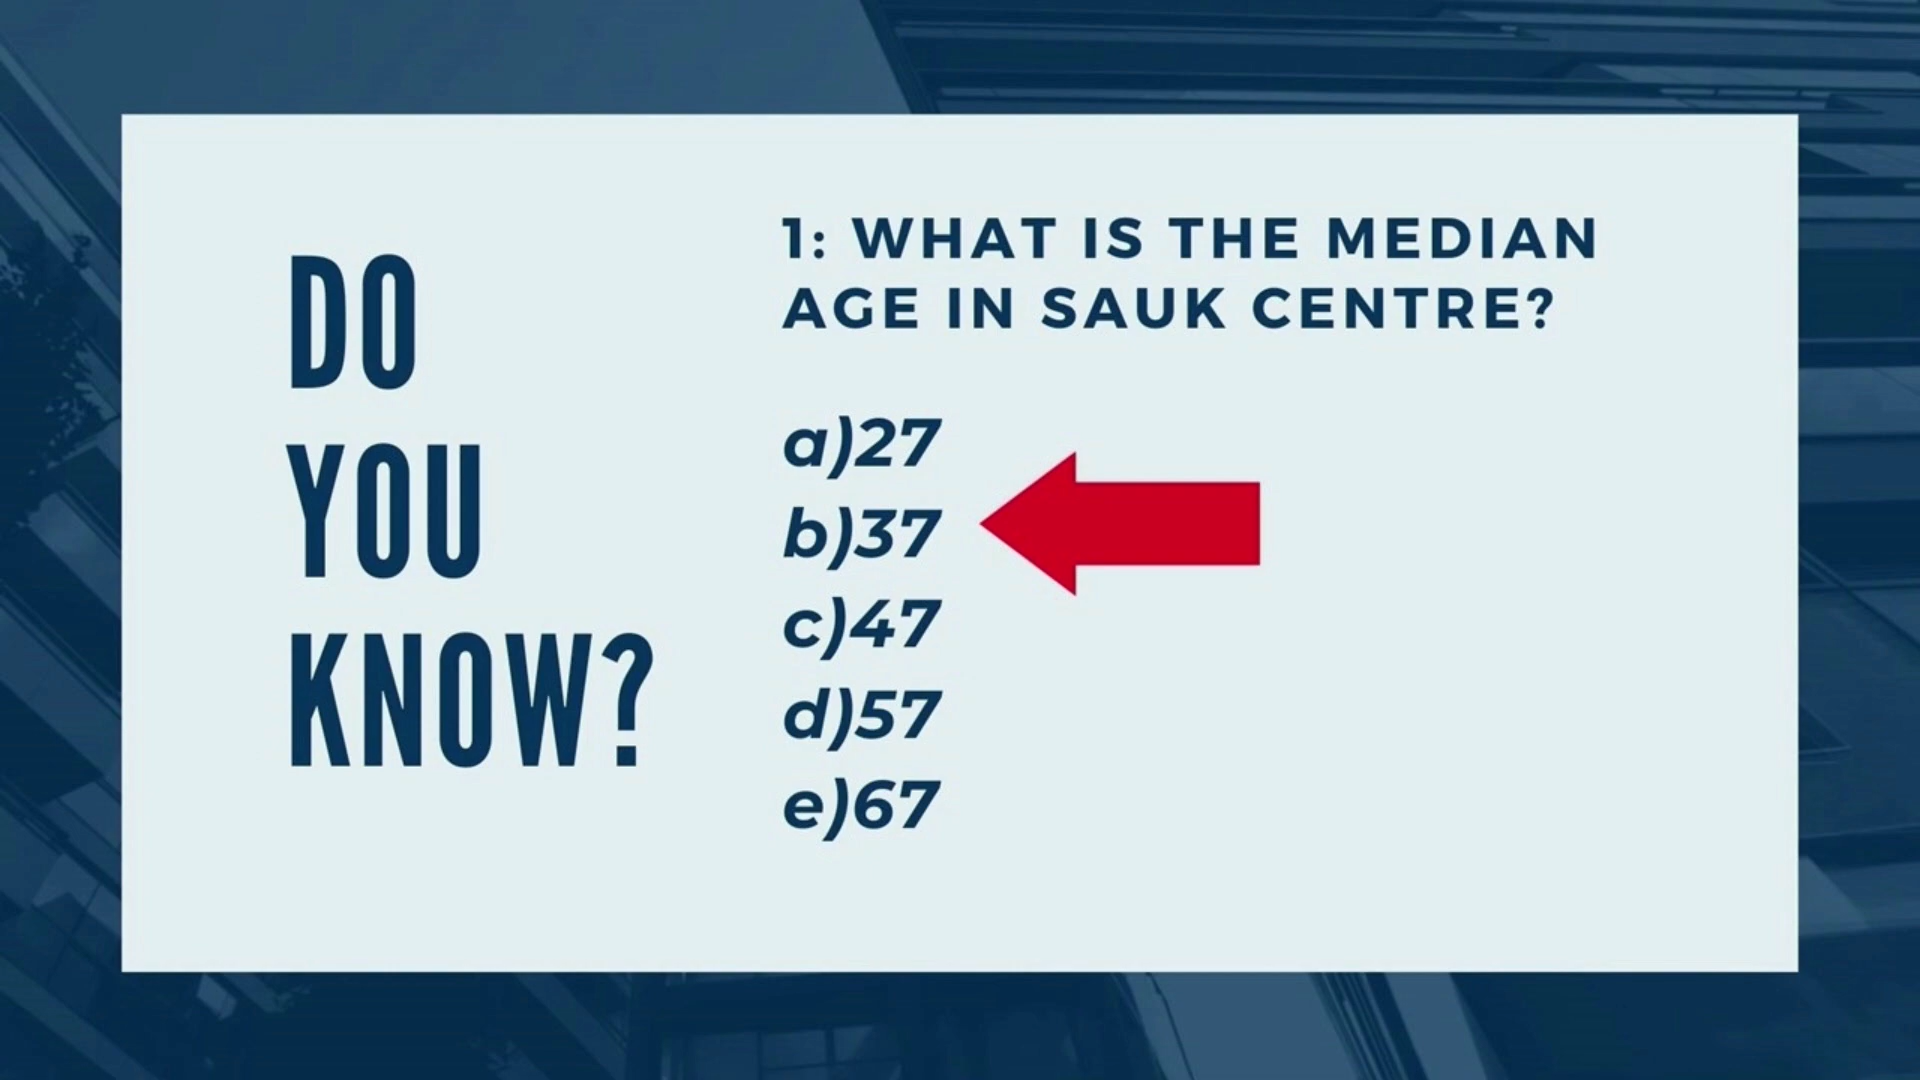 DO
YOU
KNOW?
1: WHAT IS THE MEDIAN
AGE IN SAUK CENTRE?
a)27
b)37
c)47
d)57
e)67